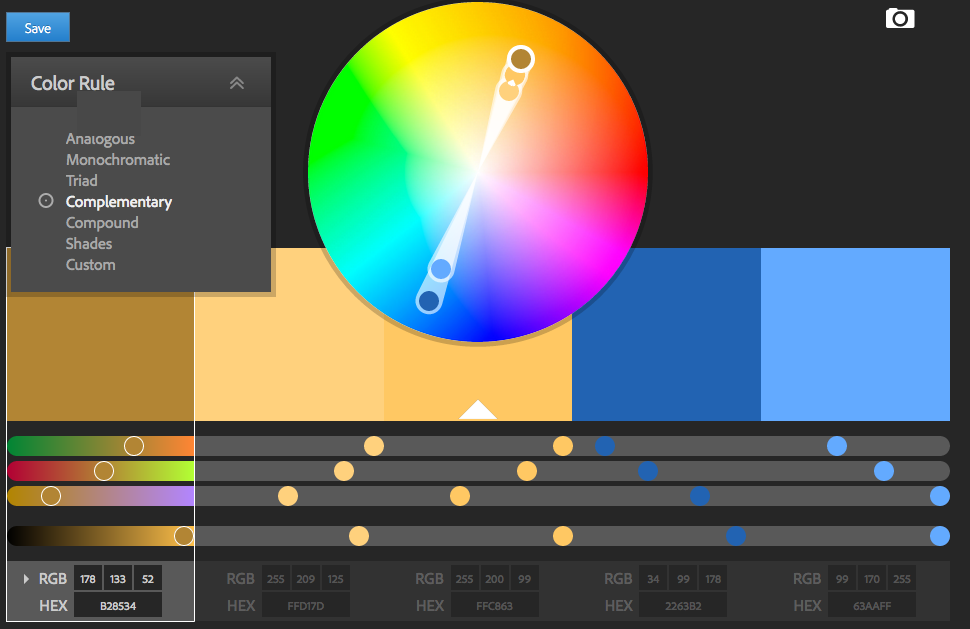 Save
Color Rule
Analogous
Monochromatic
Triad
Complementary
Compound
Shades
Custom
RGB 178 133 52 RGB 255 209 125 RGB 255 200 99 RGB 34 99 178 RGB 99 170 255
HEX B28534 HEX FFD17D HEX FFC863 HEX 2263B2 HEX 63AAFF